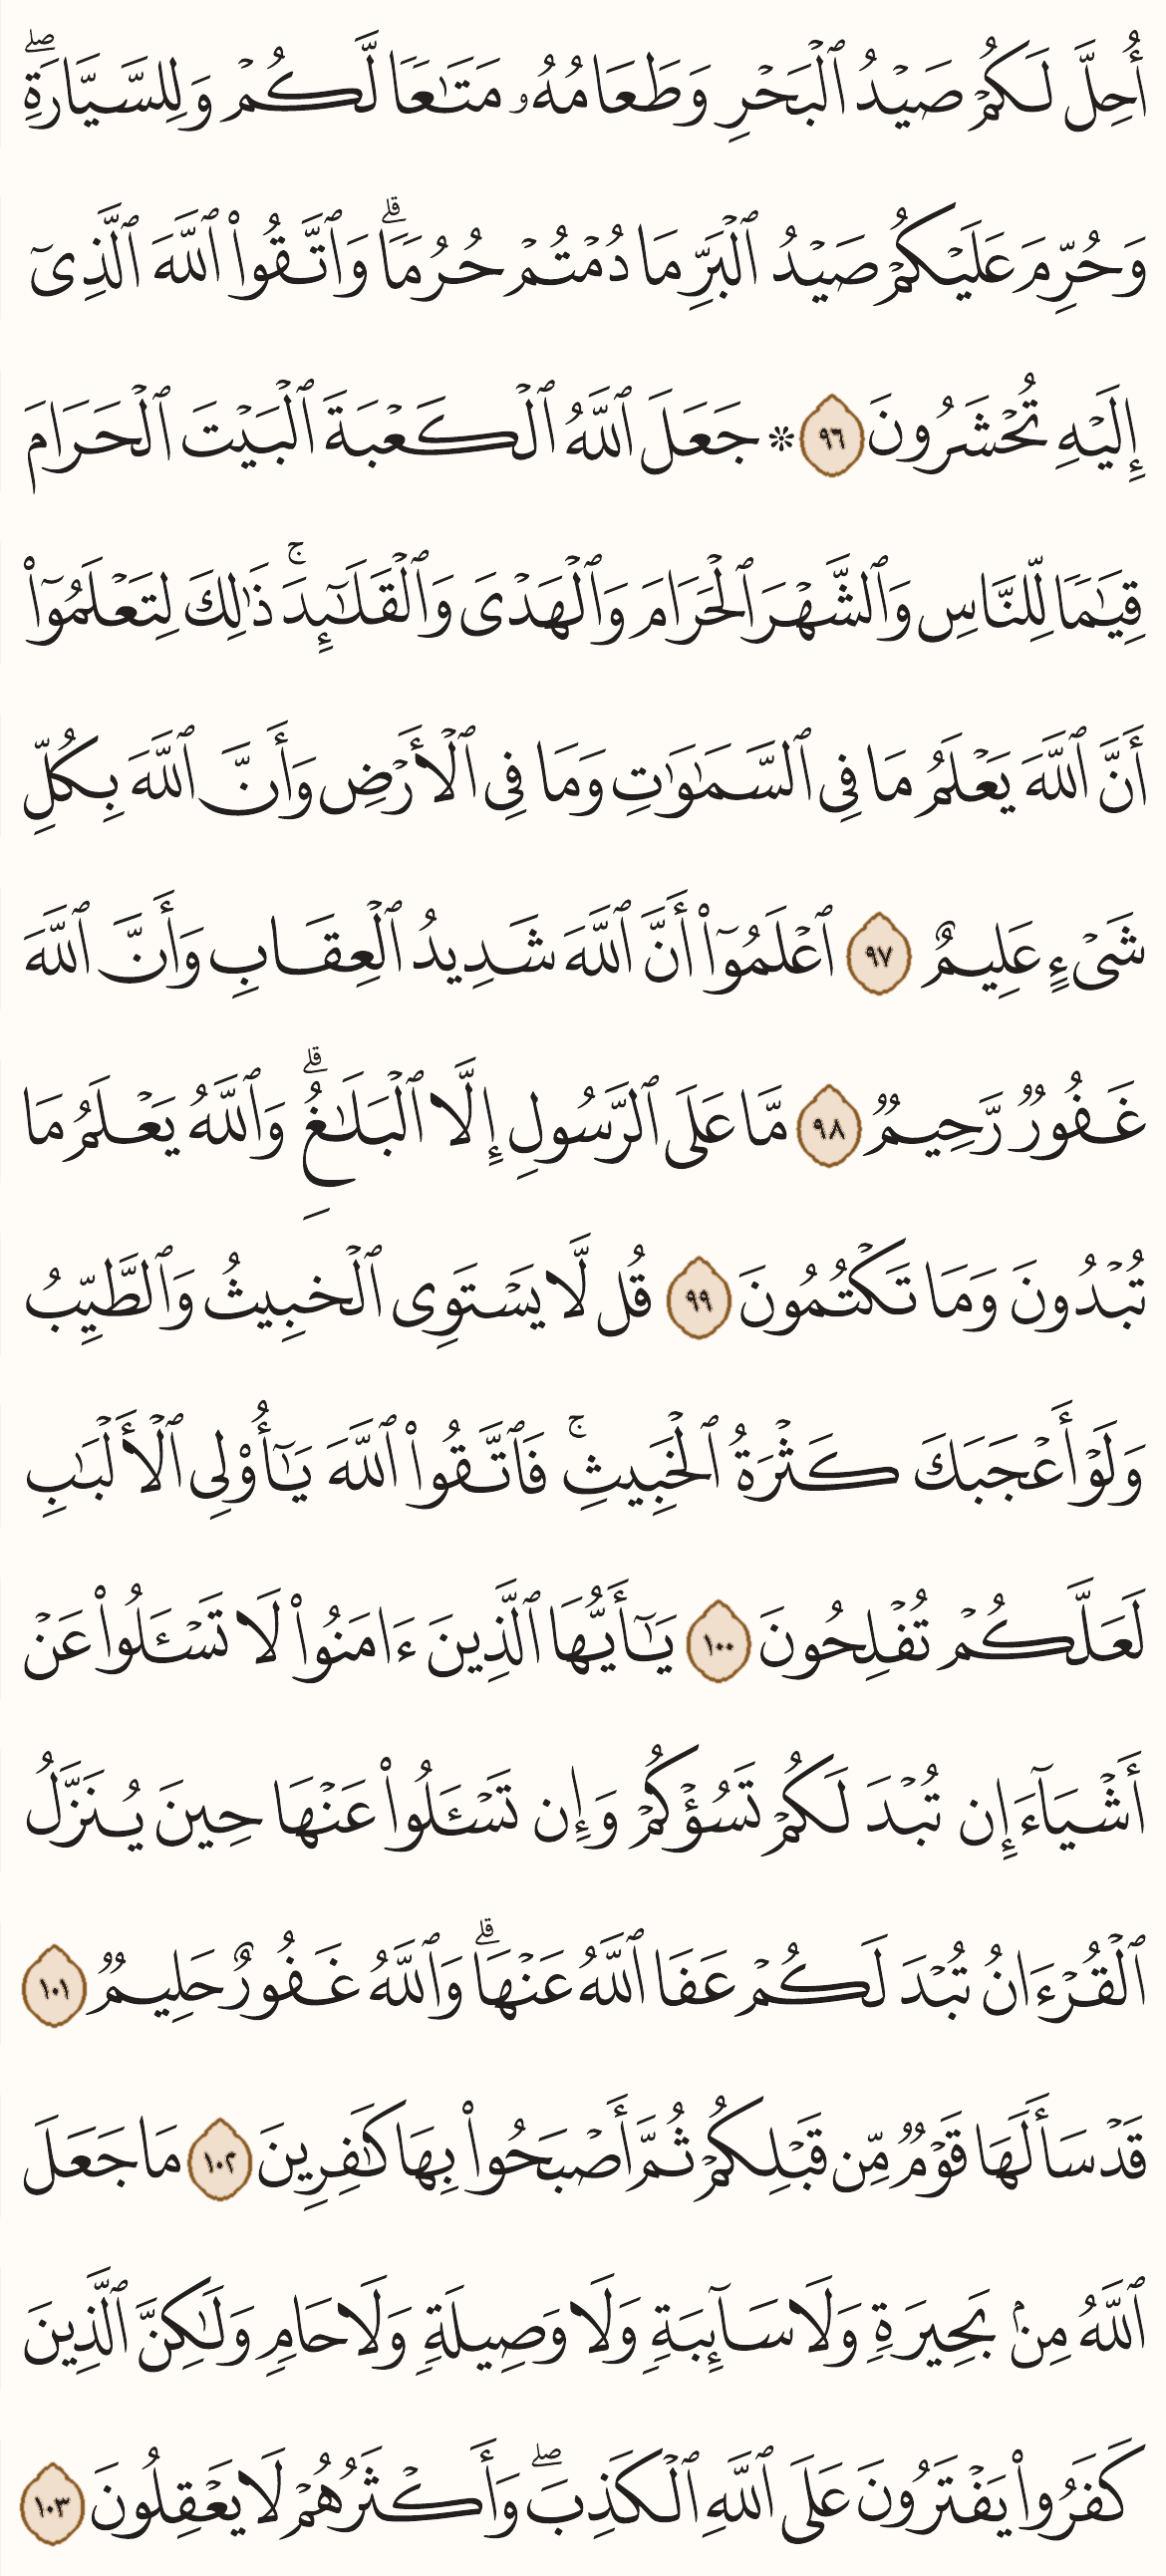 أُحِلَّ لَكُمۡ صَيۡدُ ٱلۡبَحۡرِ وَطَعَامُهُۥ مَتَٰعٗا لَّكُمۡ وَلِلسَّيَّارَةِۖ
وَحُرِّمَ عَلَيۡكُمۡ صَيۡدُ ٱلۡبَرِّ مَا دُمۡتُمۡ حُرُمٗاۗ وَٱتَّقُواْ ٱللَّهَ ٱلَّذِيٓ
إِلَيۡهِ تُحۡشَرُونَ ٩٦ ۞ جَعَلَ ٱللَّهُ ٱلۡكَعۡبَةَ ٱلۡبَيۡتَ ٱلۡحَرَامَ
قِيَٰمٗا لِّلنَّاسِ وَٱلشَّهۡرَ ٱلۡحَرَامَ وَٱلۡهَدۡيَ وَٱلۡقَلَٰٓئِدَۚ ذَٰلِكَ لِتَعۡلَمُوٓاْ
أَنَّ ٱللَّهَ يَعۡلَمُ مَا فِي ٱلسَّمَٰوَٰتِ وَمَا فِي ٱلۡأَرۡضِ وَأَنَّ ٱللَّهَ بِكُلِّ
شَيۡءٍ عَلِيمٌ ٩٧ ٱعۡلَمُوٓاْ أَنَّ ٱللَّهَ شَدِيدُ ٱلۡعِقَابِ وَأَنَّ ٱللَّهَ
غَفُورٞ رَّحِيمٞ ٩٨ مَّا عَلَى ٱلرَّسُولِ إِلَّا ٱلۡبَلَٰغُۗ وَٱللَّهُ يَعۡلَمُ مَا
تُبۡدُونَ وَمَا تَكۡتُمُونَ ٩٩ قُل لَّا يَسۡتَوِي ٱلۡخَبِيثُ وَٱلطَّيِّبُ
وَلَوۡ أَعۡجَبَكَ كَثۡرَةُ ٱلۡخَبِيثِۚ فَٱتَّقُواْ ٱللَّهَ يَٰٓأُوْلِي ٱلۡأَلۡبَٰبِ
لَعَلَّكُمۡ تُفۡلِحُونَ ١٠٠ يَٰٓأَيُّهَا ٱلَّذِينَ ءَامَنُواْ لَا تَسۡـَٔلُواْ عَنۡ
أَشۡيَآءَ إِن تُبۡدَ لَكُمۡ تَسُؤۡكُمۡ وَإِن تَسۡـَٔلُواْ عَنۡهَا حِينَ يُنَزَّلُ
ٱلۡقُرۡءَانُ تُبۡدَ لَكُمۡ عَفَا ٱللَّهُ عَنۡهَاۗ وَٱللَّهُ غَفُورٌ حَلِيمٞ ١٠١
قَدۡ سَأَلَهَا قَوۡمٞ مِّن قَبۡلِكُمۡ ثُمَّ أَصۡبَحُواْ بِهَا كَٰفِرِينَ ١٠٢ مَا جَعَلَ
ٱللَّهُ مِنۢ بَحِيرَةٖ وَلَا سَآئِبَةٖ وَلَا وَصِيلَةٖ وَلَا حَامٖ وَلَٰكِنَّ ٱلَّذِينَ
كَفَرُواْ يَفۡتَرُونَ عَلَى ٱللَّهِ ٱلۡكَذِبَۖ وَأَكۡثَرُهُمۡ لَا يَعۡقِلُونَ ١٠٣